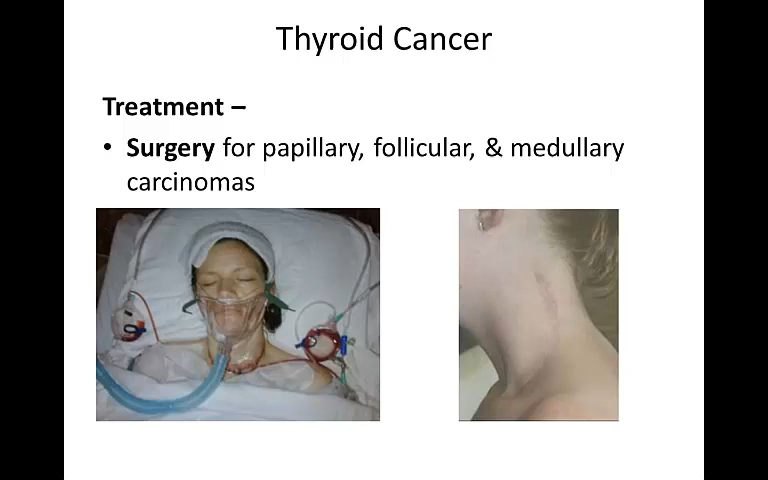 Thyroid Cancer
Treatment –
• Surgery for papillary, follicular, & medullary
carcinomas